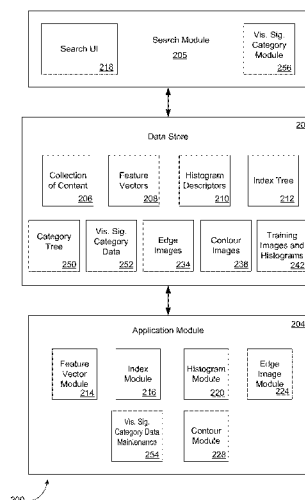 Search Module
205
Search UI
218
Vis. Sig.
Category
Module
256
Data Store
Collection
of Content
206
Feature
Vectors
208
Histogram
Descriptors
210
Index Tree
212
Category
Tree
250
Vis. Sig.
Category
Data
252
Edge
Images
234
Contour
Images
238
Training
Images and
Histograms
242
Application Module
204
Feature
Vector
Module
214
Index
Module
216
Histogram
Module
220
Edge
Image
Module
224
Vis. Sig.
Category Data
Maintenance
254
Contour
Module
228